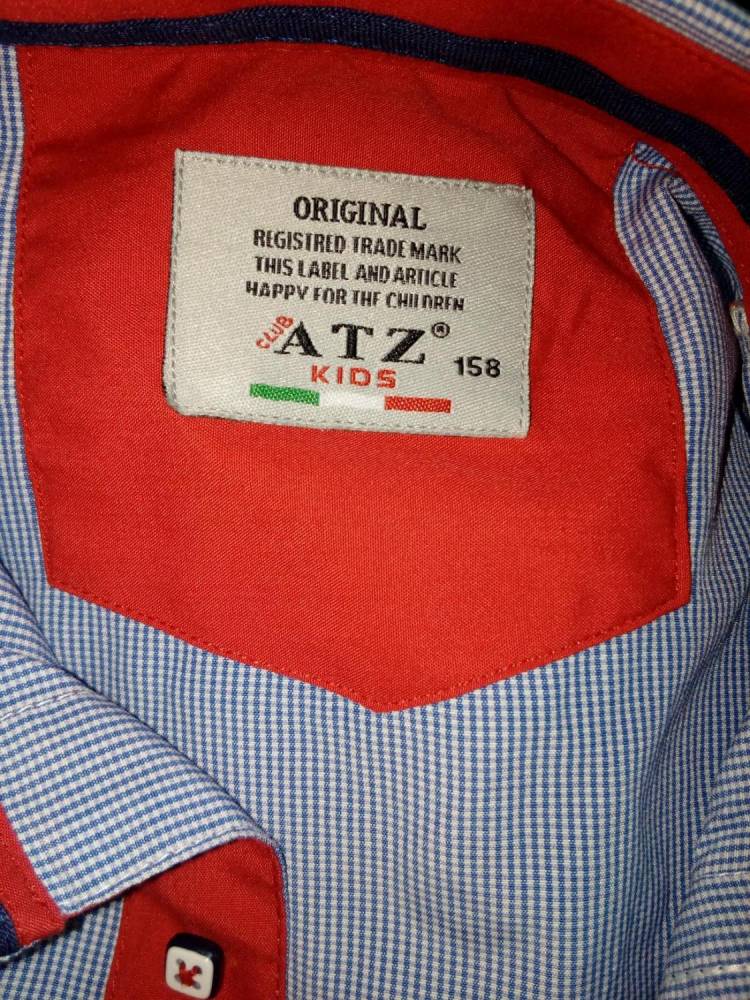 ORIGINAL
REGISTRED TRADE MARK
THIS LABEL AND ARTICLE
HAPPY FOR THE CHILDREN
CLUB ATZ® 158
KIDS